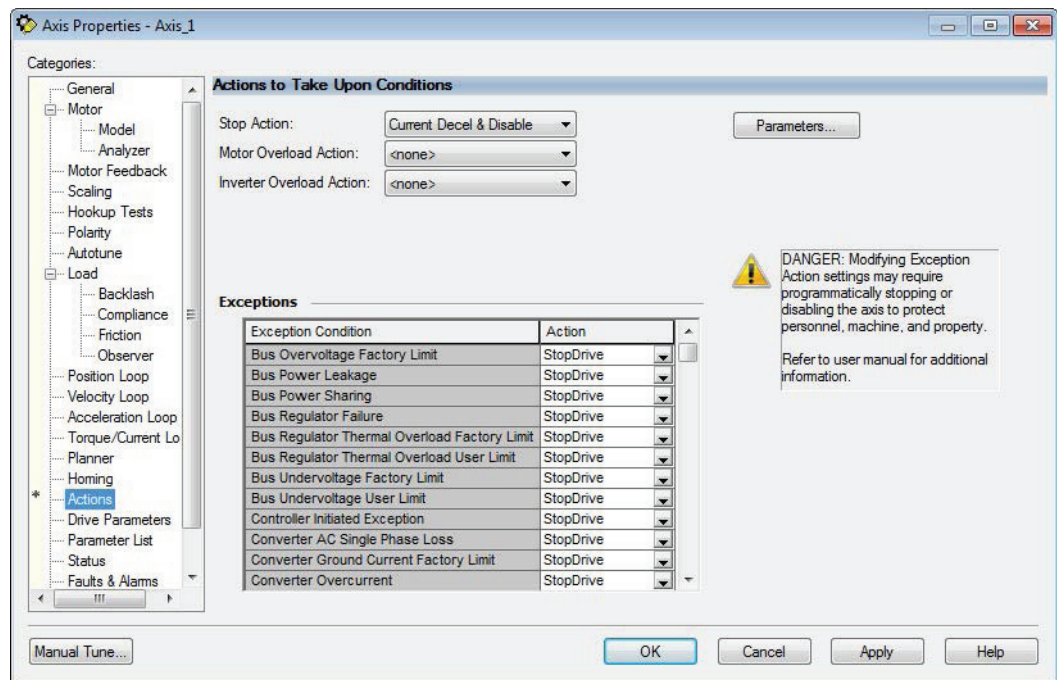 Axis Properties - Axis_1
Categories:
General
Motor
Model
Analyzer
Motor Feedback
Scaling
Hookup Tests
Polarity
Autotune
Load
Backlash
Compliance
Friction
Observer
Position Loop
Velocity Loop
Acceleration Loop
Torque/Current Lo
Planner
Homing
* Actions
Drive Parameters
Parameter List
Status
Faults & Alarms
Actions to Take Upon Conditions
Stop Action: Current Decel & Disable
Parameters...
Motor Overload Action: <none>
Inverter Overload Action: <none>
DANGER: Modifying Exception
Action settings may require
programmatically stopping or
disabling the axis to protect
personnel, machine, and property.
Refer to user manual for additional
information.
Exceptions
Exception Condition Action
Bus Overvoltage Factory Limit StopDrive
Bus Power Leakage StopDrive
Bus Power Sharing StopDrive
Bus Regulator Failure StopDrive
Bus Regulator Thermal Overload Factory Limit StopDrive
Bus Regulator Thermal Overload User Limit StopDrive
Bus Undervoltage Factory Limit StopDrive
Bus Undervoltage User Limit StopDrive
Controller Initiated Exception StopDrive
Converter AC Single Phase Loss StopDrive
Converter Ground Current Factory Limit StopDrive
Converter Overcurrent StopDrive
Manual Tune... OK Cancel Apply Help